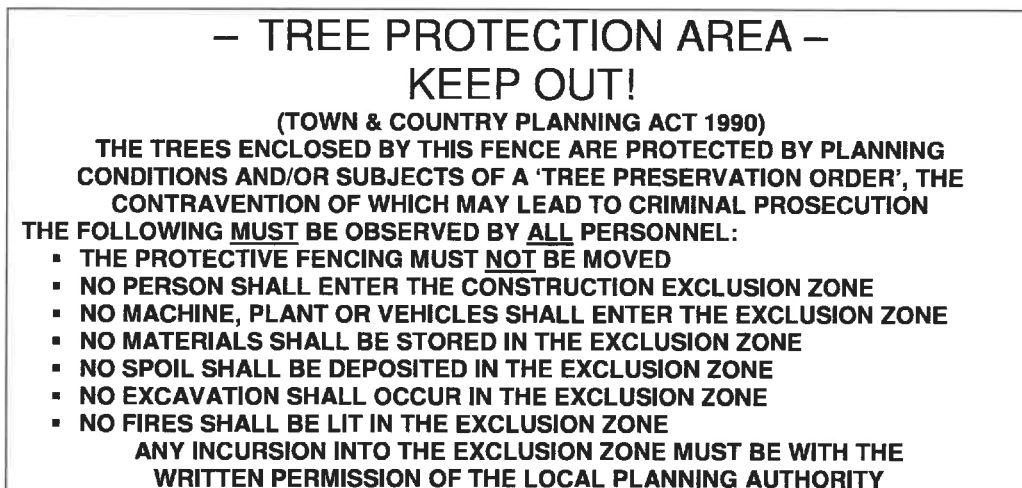 – TREE PROTECTION AREA –
KEEP OUT!
(TOWN & COUNTRY PLANNING ACT 1990)
THE TREES ENCLOSED BY THIS FENCE ARE PROTECTED BY PLANNING
CONDITIONS AND/OR SUBJECTS OF A ‘TREE PRESERVATION ORDER’, THE
CONTRAVENTION OF WHICH MAY LEAD TO CRIMINAL PROSECUTION
THE FOLLOWING MUST BE OBSERVED BY ALL PERSONNEL:
▪ THE PROTECTIVE FENCING MUST NOT BE MOVED
▪ NO PERSON SHALL ENTER THE CONSTRUCTION EXCLUSION ZONE
▪ NO MACHINE, PLANT OR VEHICLES SHALL ENTER THE EXCLUSION ZONE
▪ NO MATERIALS SHALL BE STORED IN THE EXCLUSION ZONE
▪ NO SPOIL SHALL BE DEPOSITED IN THE EXCLUSION ZONE
▪ NO EXCAVATION SHALL OCCUR IN THE EXCLUSION ZONE
▪ NO FIRES SHALL BE LIT IN THE EXCLUSION ZONE
ANY INCURSION INTO THE EXCLUSION ZONE MUST BE WITH THE
WRITTEN PERMISSION OF THE LOCAL PLANNING AUTHORITY